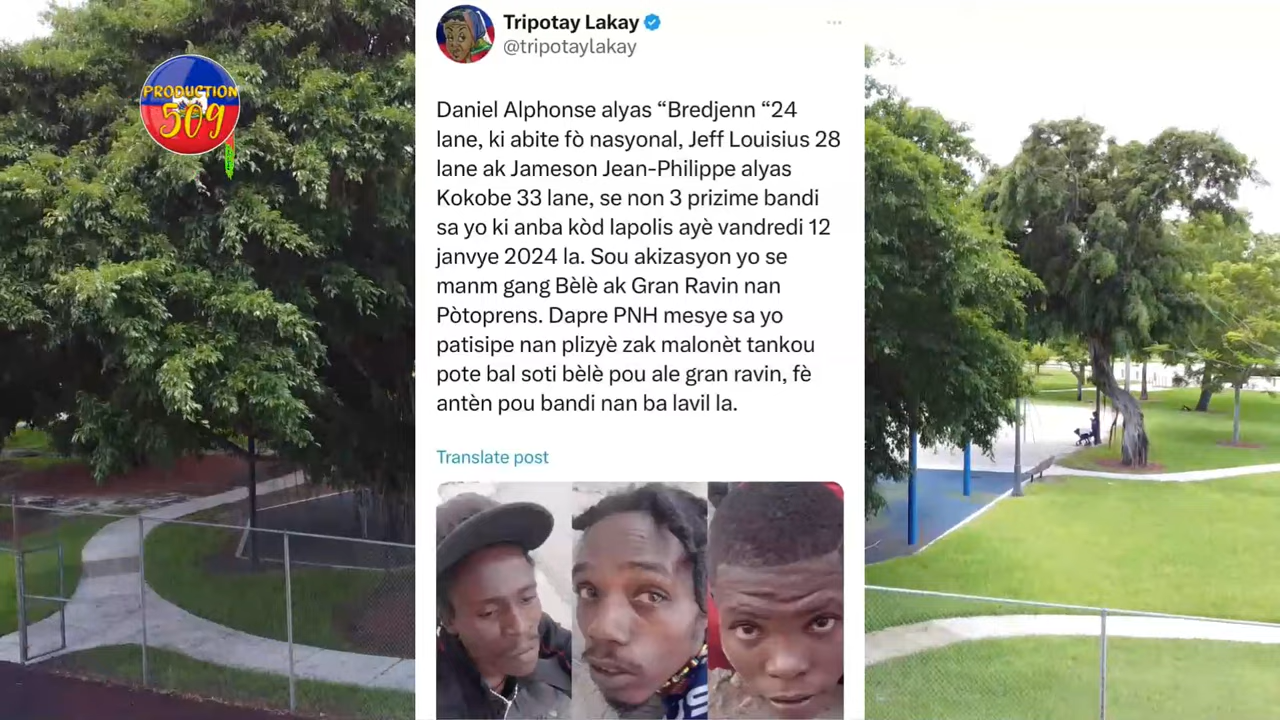 PRODUCTION
509
Tripotay Lakay
@tripotaylakay
Daniel Alphonse alyas “Bredjenn “24
lane, ki abite fò nasyonal, Jeff Louisius 28
lane ak Jameson Jean-Philippe alyas
Kokobe 33 lane, se non 3 prizime bandi
sa yo ki anba kòd lapolis ayè vandredi 12
janvye 2024 la. Sou akizasyon yo se
manm gang Bèlè ak Gran Ravin nan
Pòtoprens. Dapre PNH mesye sa yo
patisipe nan plizyè zak malonèt tankou
pote bal soti bèlè pou ale gran ravin, fè
antèn pou bandi nan ba lavil la.
Translate post